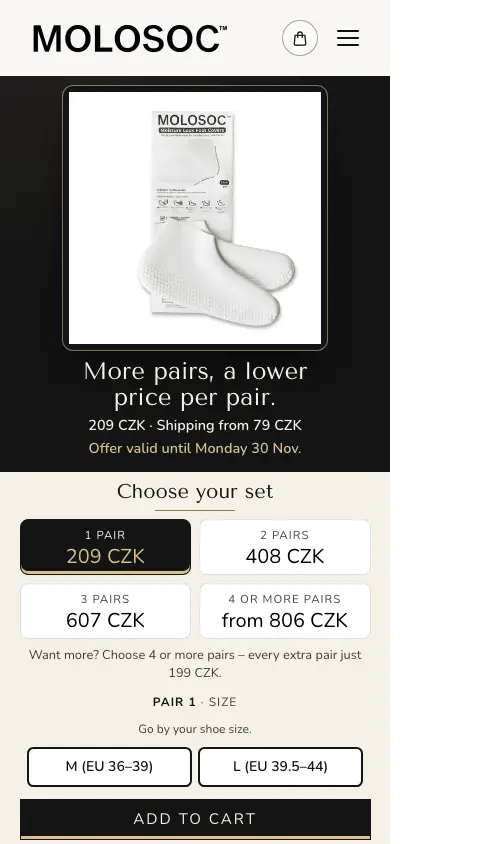 MOLOSOC™
MOLOSOC
Moisture Lock Foot Covers
More pairs, a lower
price per pair.
209 CZK · Shipping from 79 CZK
Offer valid until Monday 30 Nov.
Choose your set
1 PAIR
209 CZK
2 PAIRS
408 CZK
3 PAIRS
607 CZK
4 OR MORE PAIRS
from 806 CZK
Want more? Choose 4 or more pairs – every extra pair just
199 CZK.
PAIR 1 · SIZE
Go by your shoe size.
M (EU 36–39)
L (EU 39.5–44)
ADD TO CART